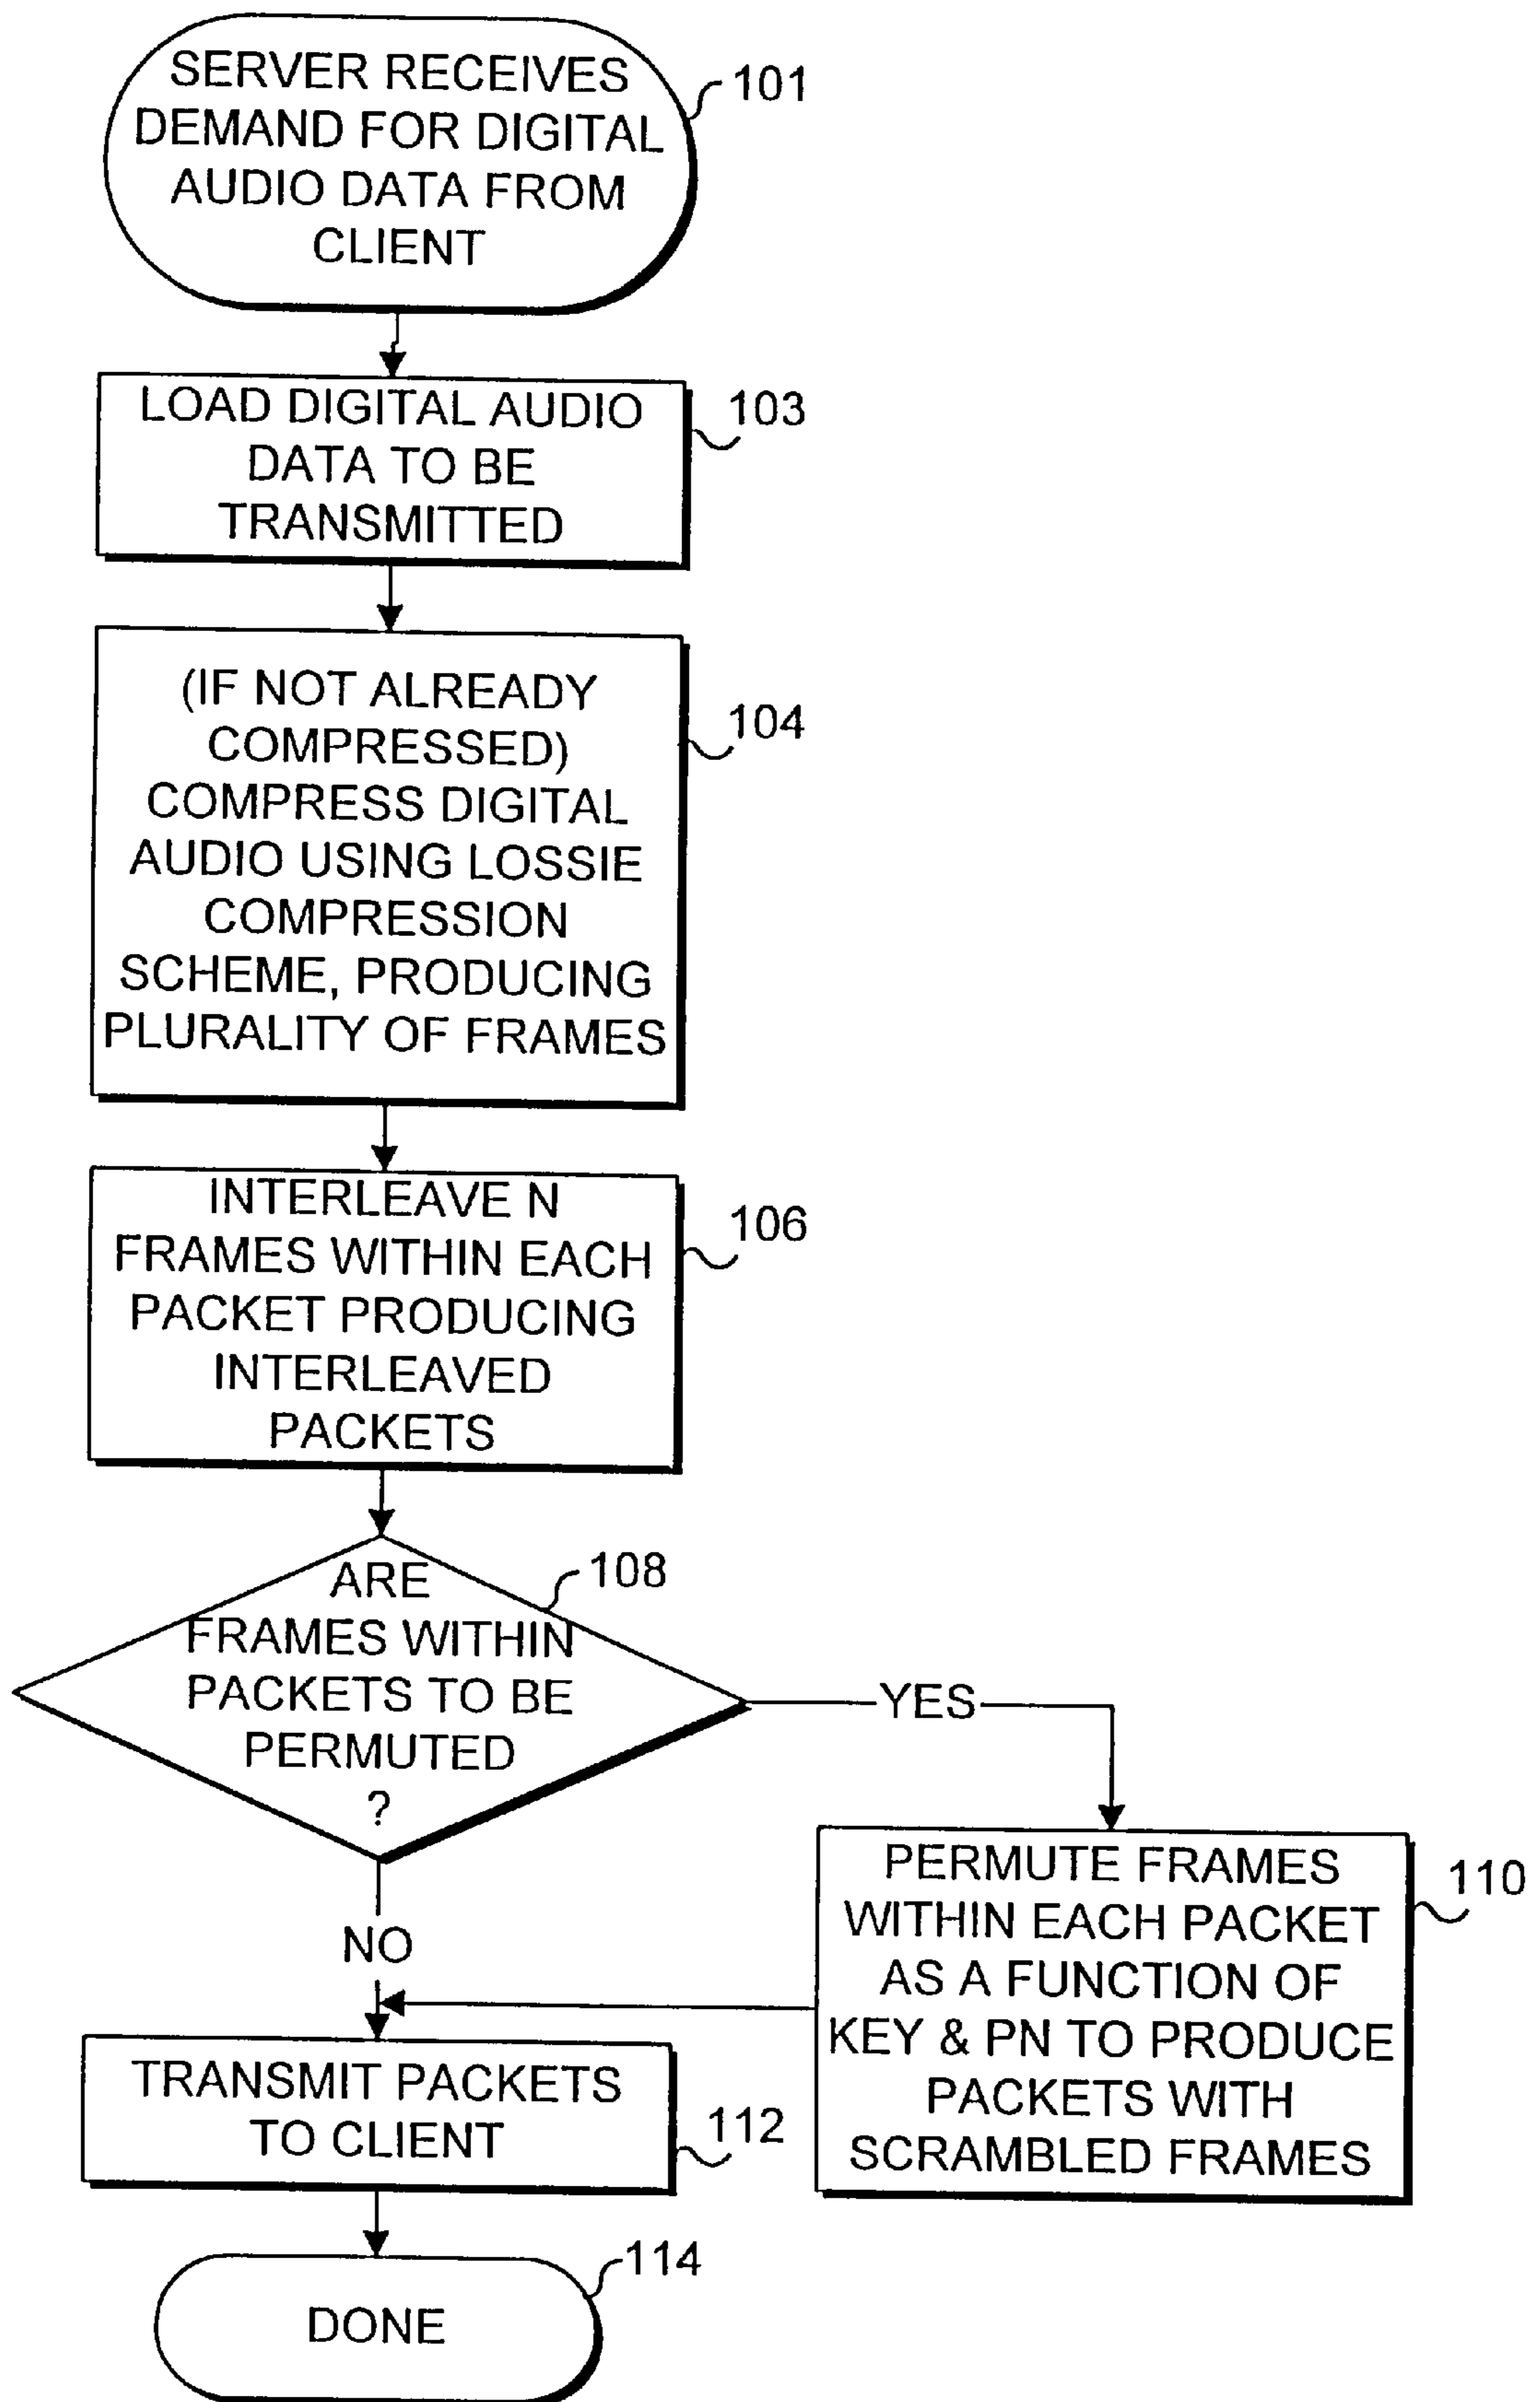 SERVER RECEIVES
DEMAND FOR DIGITAL
AUDIO DATA FROM
CLIENT
101
LOAD DIGITAL AUDIO
DATA TO BE
TRANSMITTED
103
(IF NOT ALREADY
COMPRESSED)
COMPRESS DIGITAL
AUDIO USING LOSSIE
COMPRESSION
SCHEME, PRODUCING
PLURALITY OF FRAMES
104
INTERLEAVE N
FRAMES WITHIN EACH
PACKET PRODUCING
INTERLEAVED
PACKETS
106
ARE
FRAMES WITHIN
PACKETS TO BE
PERMUTED
?
108
YES
NO
PERMUTE FRAMES
WITHIN EACH PACKET
AS A FUNCTION OF
KEY & PN TO PRODUCE
PACKETS WITH
SCRAMBLED FRAMES
110
TRANSMIT PACKETS
TO CLIENT
112
DONE
114